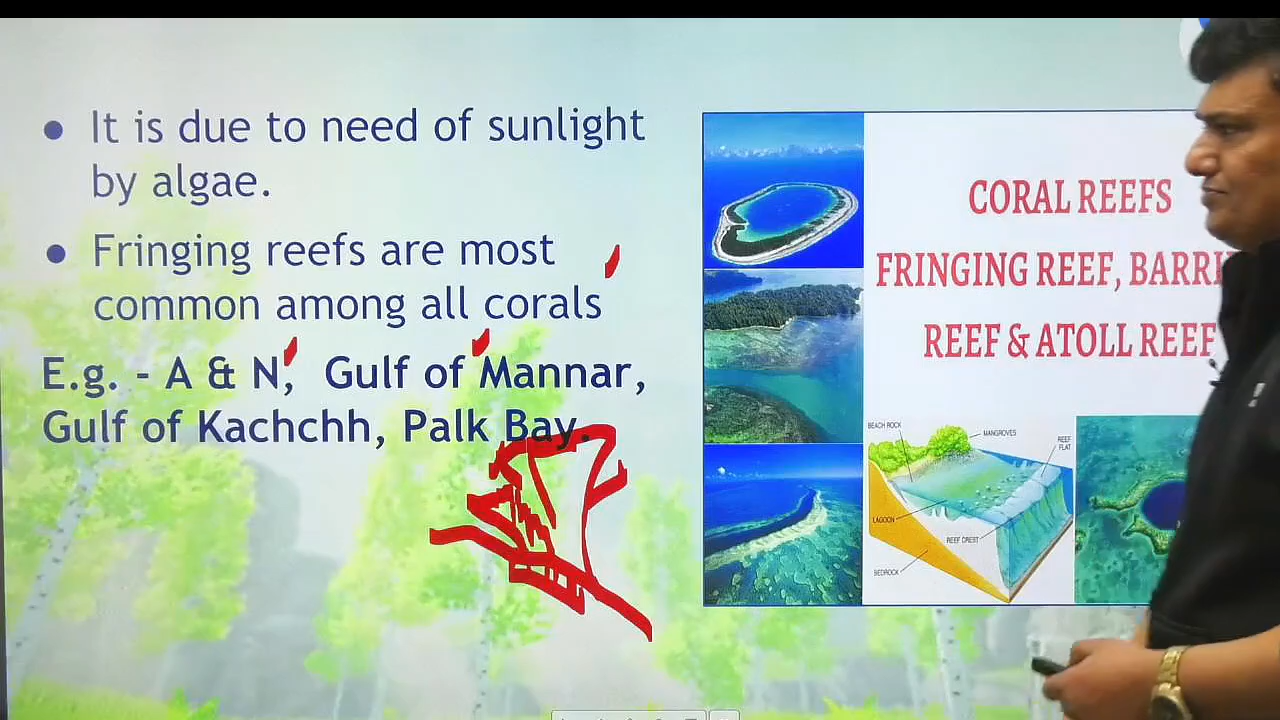 ● It is due to need of sunlight
by algae.
● Fringing reefs are most
common among all corals
E.g. - A & N, Gulf of Mannar,
Gulf of Kachchh, Palk Bay.
CORAL REEFS
FRINGING REEF,
REEF & ATOLL REEF
BEACH ROCK
MANGROVES
REEF
FLAT
LAGOON
REEF CREST
BEDROCK